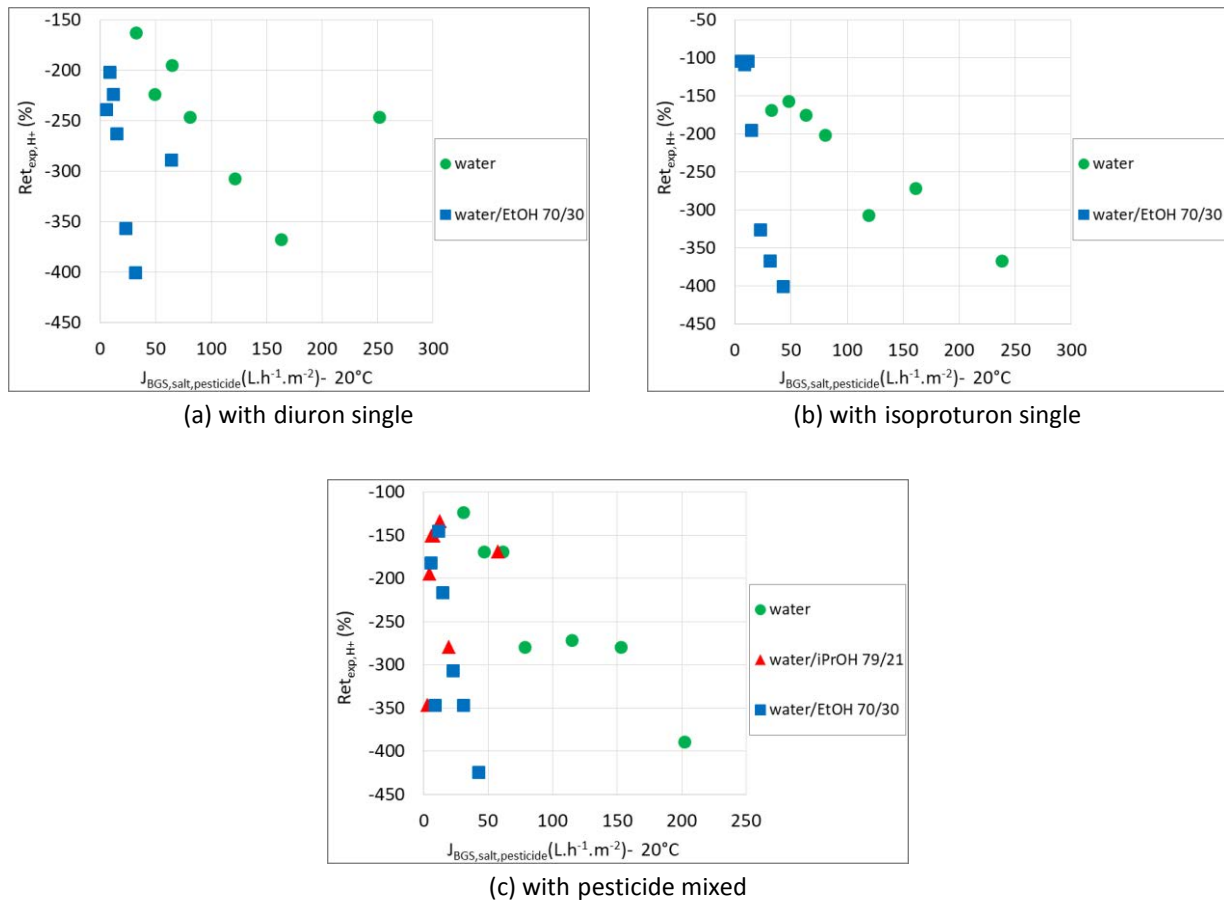 -150
-200
-250
-300
-350
-400
-450
Ret_exp,H+ (%)
0 50 100 150 200 250 300
J_BGS,salt,pesticide(L.h⁻¹.m⁻²)- 20°C
water
water/EtOH 70/30
(a) with diuron single
-50
-100
-150
-200
-250
-300
-350
-400
-450
Ret_exp,H+ (%)
0 50 100 150 200 250 300
J_BGS,salt,pesticide(L.h⁻¹.m⁻²)- 20°C
water
water/EtOH 70/30
(b) with isoproturon single
-100
-150
-200
-250
-300
-350
-400
-450
Ret_exp,H+ (%)
0 50 100 150 200 250
J_BGS,salt,pesticide(L.h⁻¹.m⁻²)- 20°C
water
water/iPrOH 79/21
water/EtOH 70/30
(c) with pesticide mixed